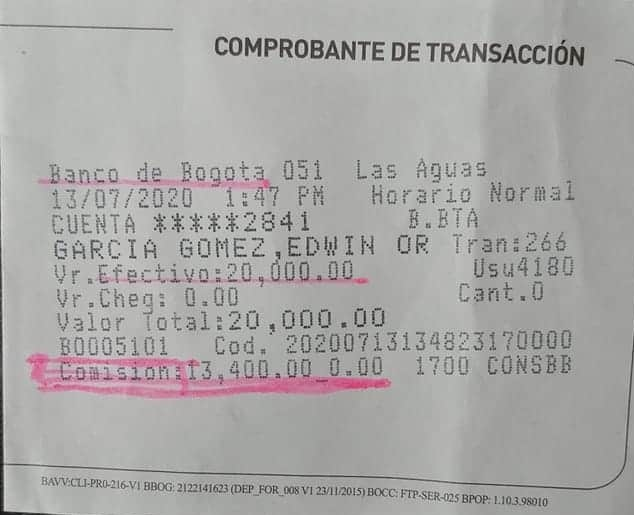 COMPROBANTE DE TRANSACCIÓN
Banco de Bogota 051 Las Aguas
13/07/2020 1:47 PM Horario Normal
CUENTA *****2841 B.BTA
GARCIA GOMEZ,EDWIN OR Tran:266
Vr.Efectivo:20,000.00 Usu4180
Vr.Cheg: 0.00 Cant.0
Valor Total:20,000.00
B0005101 Cod. 20200713134823170000
Comision:13,400.00 0.00 1700 CONSBB
BAVV:CLI-PR0-216-V1 BBOG: 2122141623 (DEP_FOR_008 V1 23/11/2015) BOCC: FTP-SER-025 BPOP: 1.10.3.98010